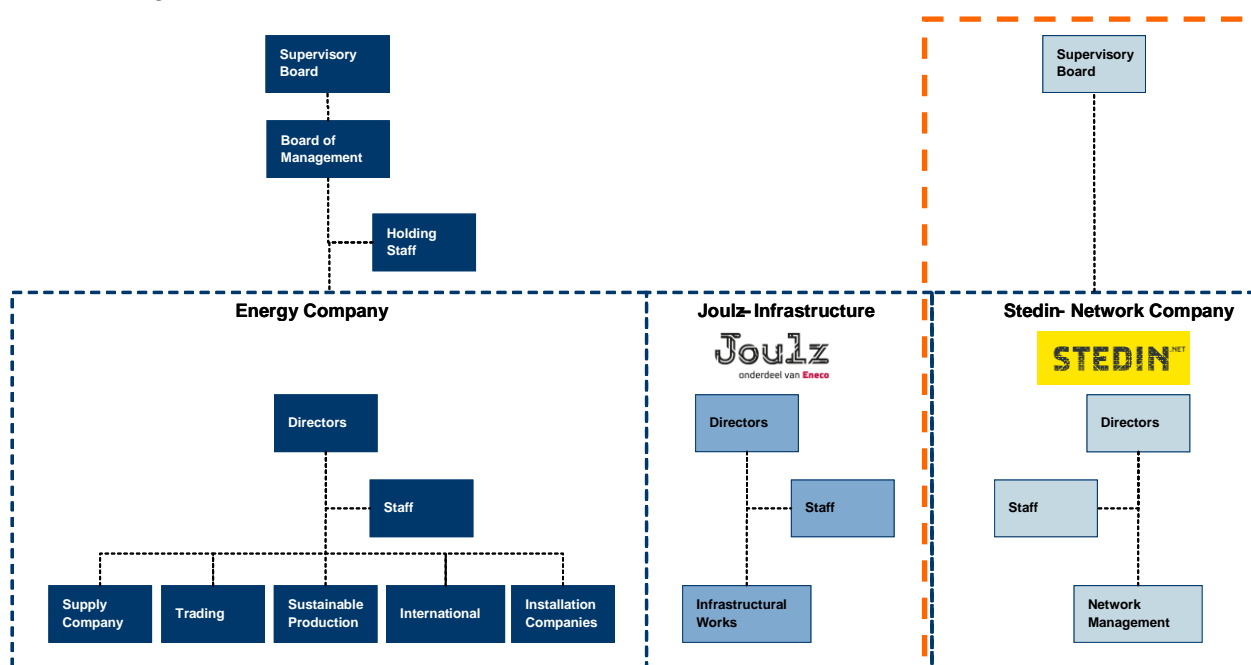 Supervisory
Board
Supervisory
Board
Board of
Management
Holding
Staff
Energy Company
Joulz- Infrastructure
Stedin- Network Company
Joulz
onderdeel van Eneco
STEDIN.NET
Directors
Directors
Directors
Staff
Staff
Staff
Supply
Company
Trading
Sustainable
Production
International
Installation
Companies
Infrastructural
Works
Network
Management